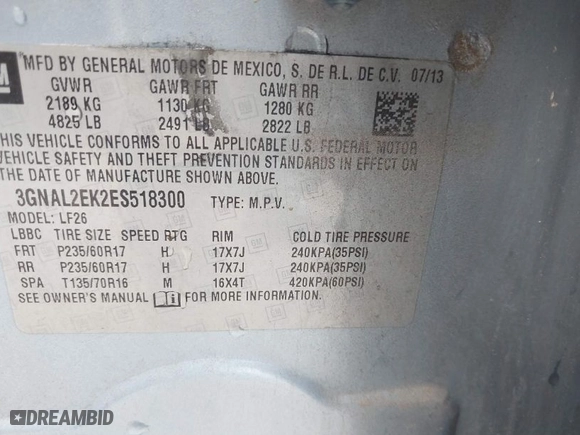 GM
MFD BY GENERAL MOTORS DE MEXICO, S. DE R.L. DE C.V. 07/13
GVWR GAWR FRT GAWR RR
2189 KG 1130 KG 1280 KG
4825 LB 2491 LB 2822 LB
THIS VEHICLE CONFORMS TO ALL APPLICABLE U.S. FEDERAL MOTOR
VEHICLE SAFETY AND THEFT PREVENTION STANDARDS IN EFFECT ON
THE DATE OF MANUFACTURE SHOWN ABOVE.
3GNAL2EK2ES518300 TYPE: M.P.V.
MODEL: LF26
LBBC TIRE SIZE SPEED RTG RIM COLD TIRE PRESSURE
FRT P235/60R17 H 17X7J 240KPA(35PSI)
RR P235/60R17 H 17X7J 240KPA(35PSI)
SPA T135/70R16 M 16X4T 420KPA(60PSI)
SEE OWNER'S MANUAL i FOR MORE INFORMATION.
DREAMBID